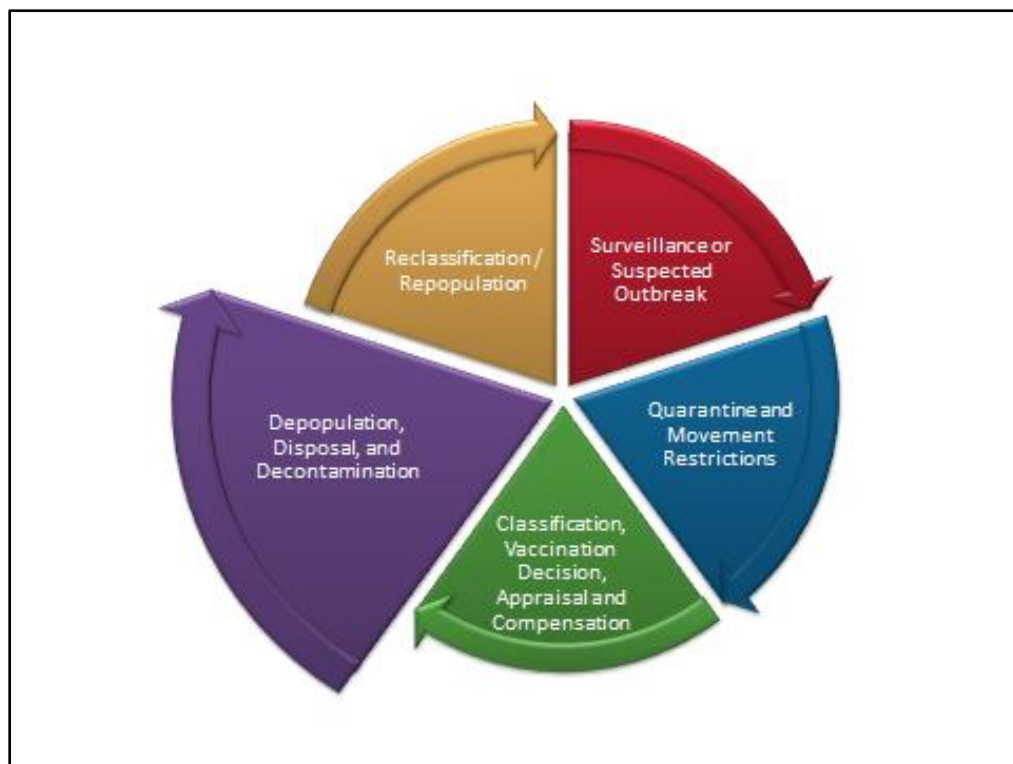 Surveillance or
Suspected
Outbreak
Quarantine and
Movement
Restrictions
Classification,
Vaccination
Decision,
Appraisal and
Compensation
Depopulation,
Disposal, and
Decontamination
Reclassification /
Repopulation